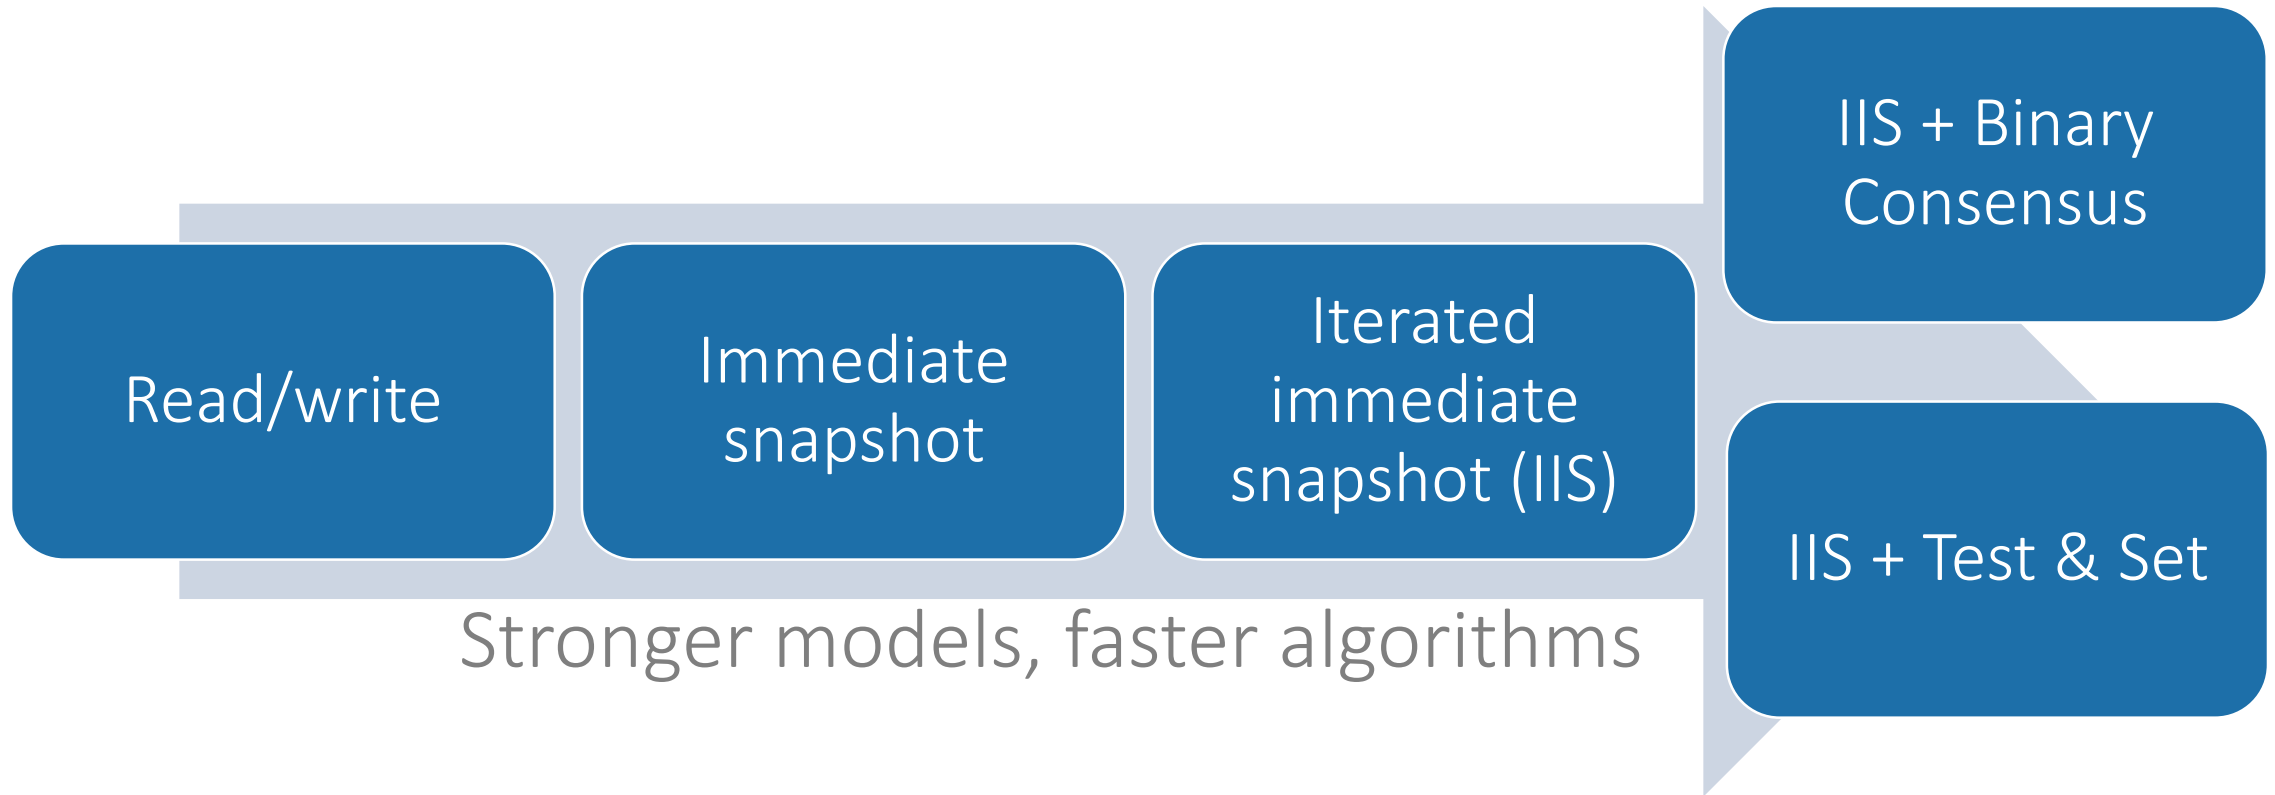 Read/write
Immediate
snapshot
Iterated
immediate
snapshot (IIS)
IIS + Binary
Consensus
IIS + Test & Set
Stronger models, faster algorithms